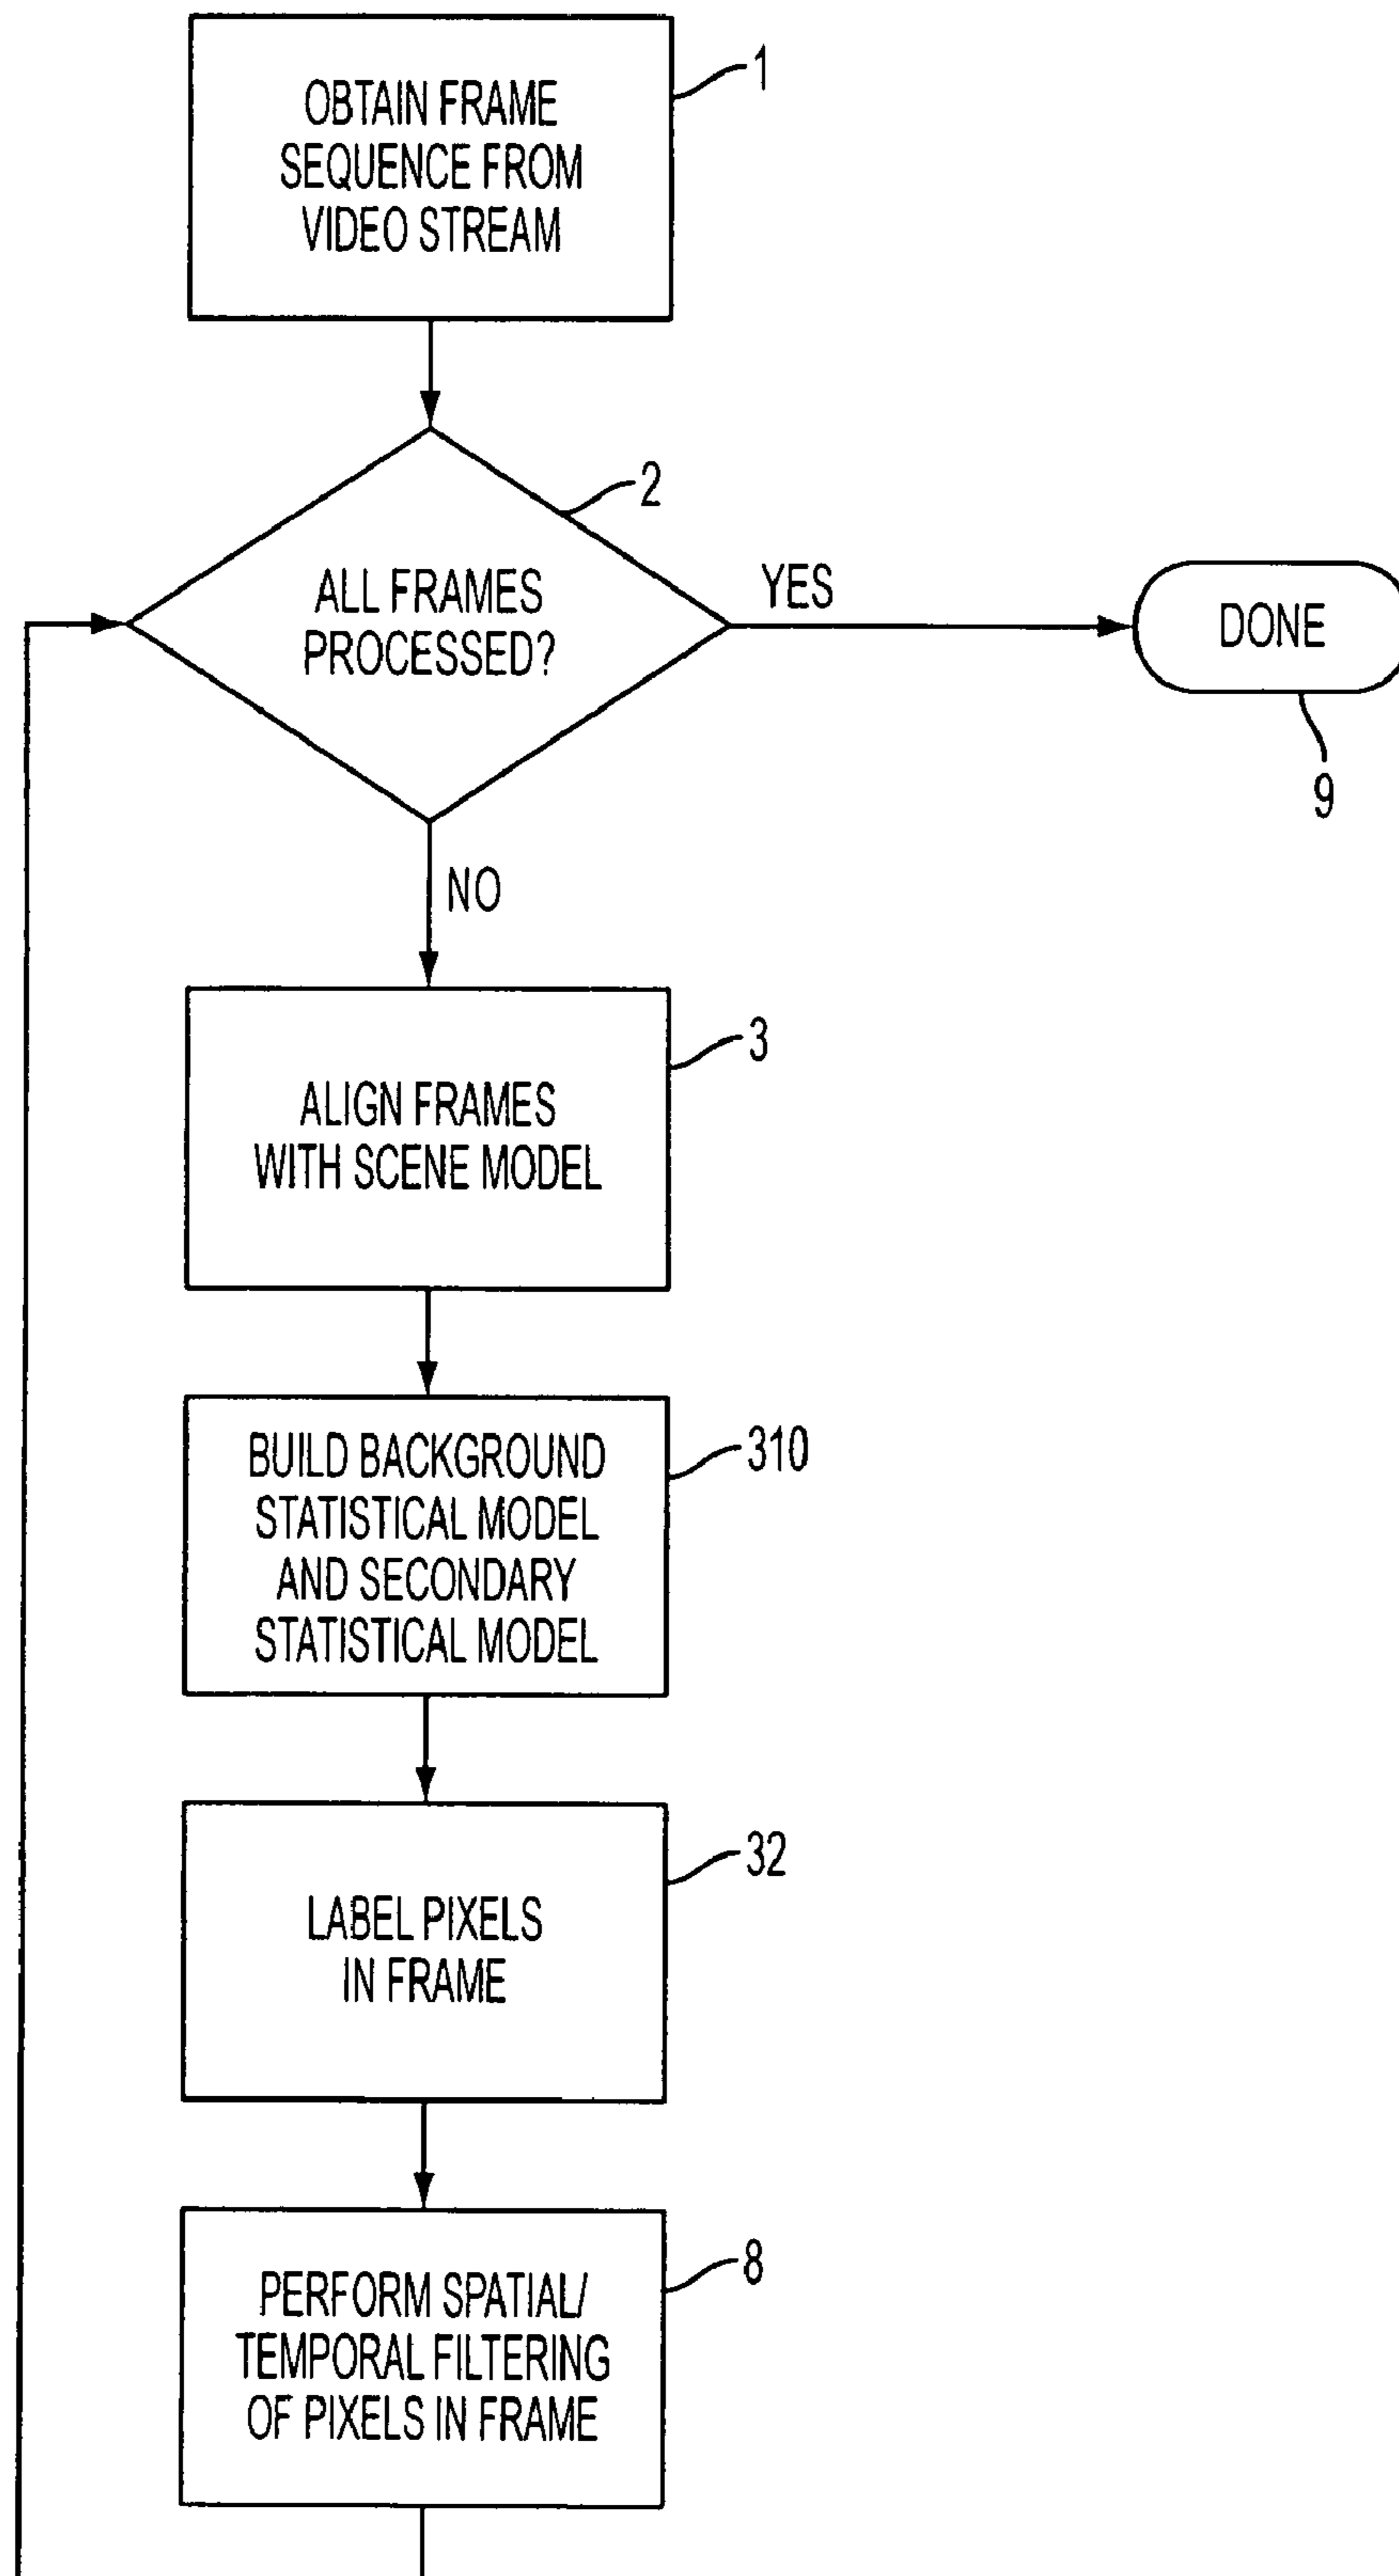 OBTAIN FRAME
SEQUENCE FROM
VIDEO STREAM
1
ALL FRAMES
PROCESSED?
2
YES
DONE
9
NO
ALIGN FRAMES
WITH SCENE MODEL
3
BUILD BACKGROUND
STATISTICAL MODEL
AND SECONDARY
STATISTICAL MODEL
310
LABEL PIXELS
IN FRAME
32
PERFORM SPATIAL/
TEMPORAL FILTERING
OF PIXELS IN FRAME
8